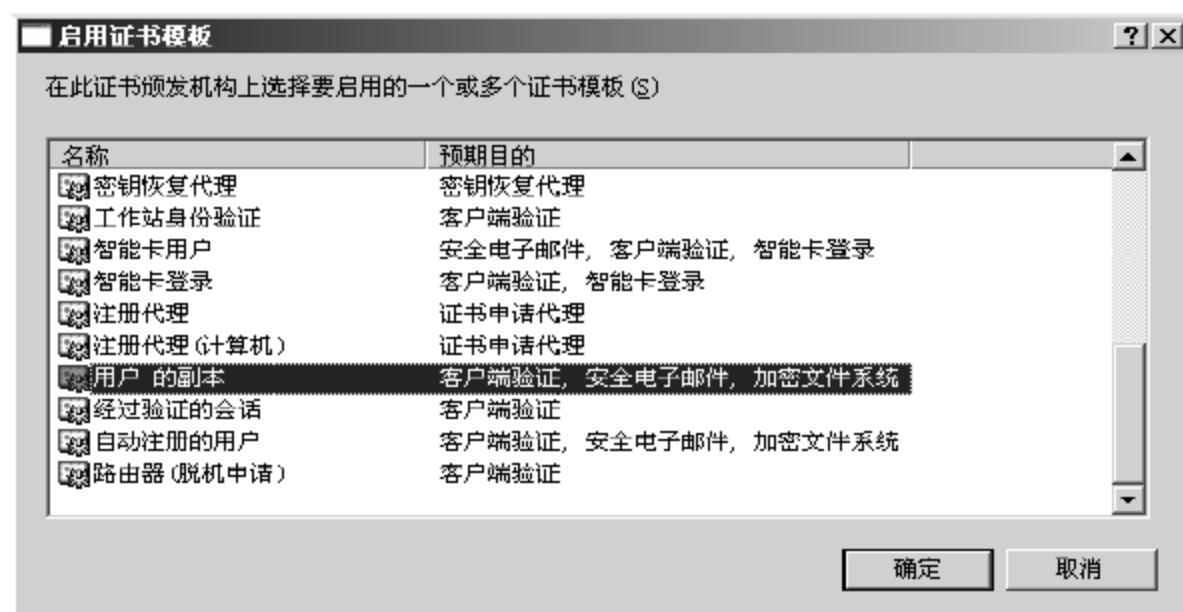 启用证书模板
在此证书颁发机构上选择要启用的一个或多个证书模板(S)
名称 预期目的
密钥恢复代理 密钥恢复代理
工作站身份验证 客户端验证
智能卡用户 安全电子邮件, 客户端验证, 智能卡登录
智能卡登录 客户端验证, 智能卡登录
注册代理 证书申请代理
注册代理(计算机) 证书申请代理
用户 的副本 客户端验证, 安全电子邮件, 加密文件系统
经过验证的会话 客户端验证
自动注册的用户 客户端验证, 安全电子邮件, 加密文件系统
路由器(脱机申请) 客户端验证
确定 取消